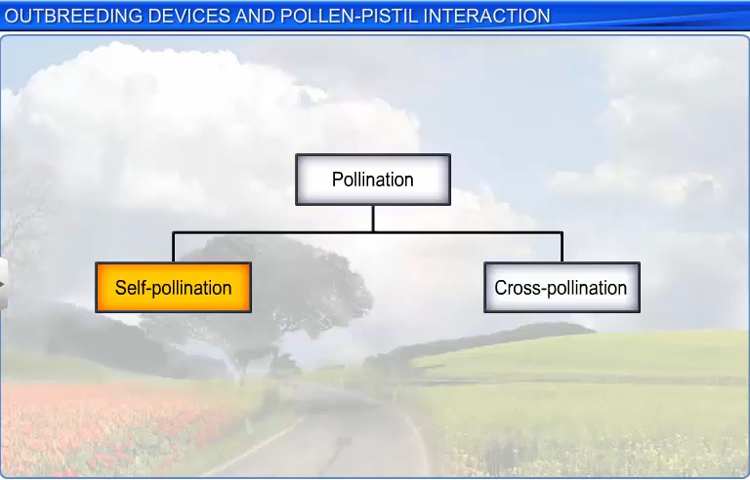 OUTBREEDING DEVICES AND POLLEN-PISTIL INTERACTION
Pollination
Self-pollination
Cross-pollination